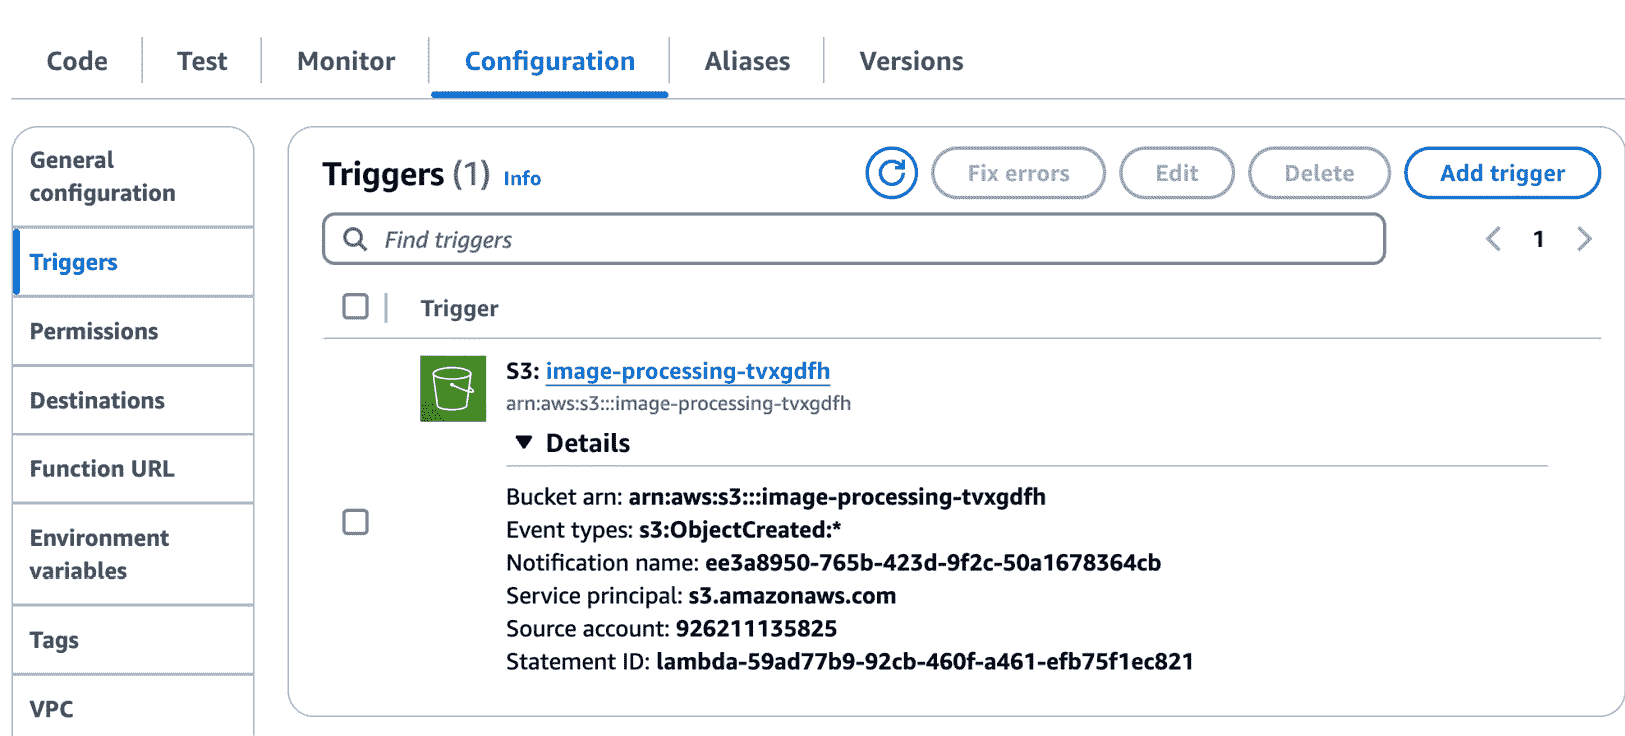 Code
Test
Monitor
Configuration
Aliases
Versions
General
configuration
Triggers
Permissions
Destinations
Function URL
Environment
variables
Tags
VPC
Triggers (1) Info
Fix errors
Edit
Delete
Add trigger
Find triggers
1
Trigger
S3: image-processing-tvxgdfh
arn:aws:s3:::image-processing-tvxgdfh
Details
Bucket arn: arn:aws:s3:::image-processing-tvxgdfh
Event types: s3:ObjectCreated:*
Notification name: ee3a8950-765b-423d-9f2c-50a1678364cb
Service principal: s3.amazonaws.com
Source account: 926211135825
Statement ID: lambda-59ad77b9-92cb-460f-a461-efb75f1ec821